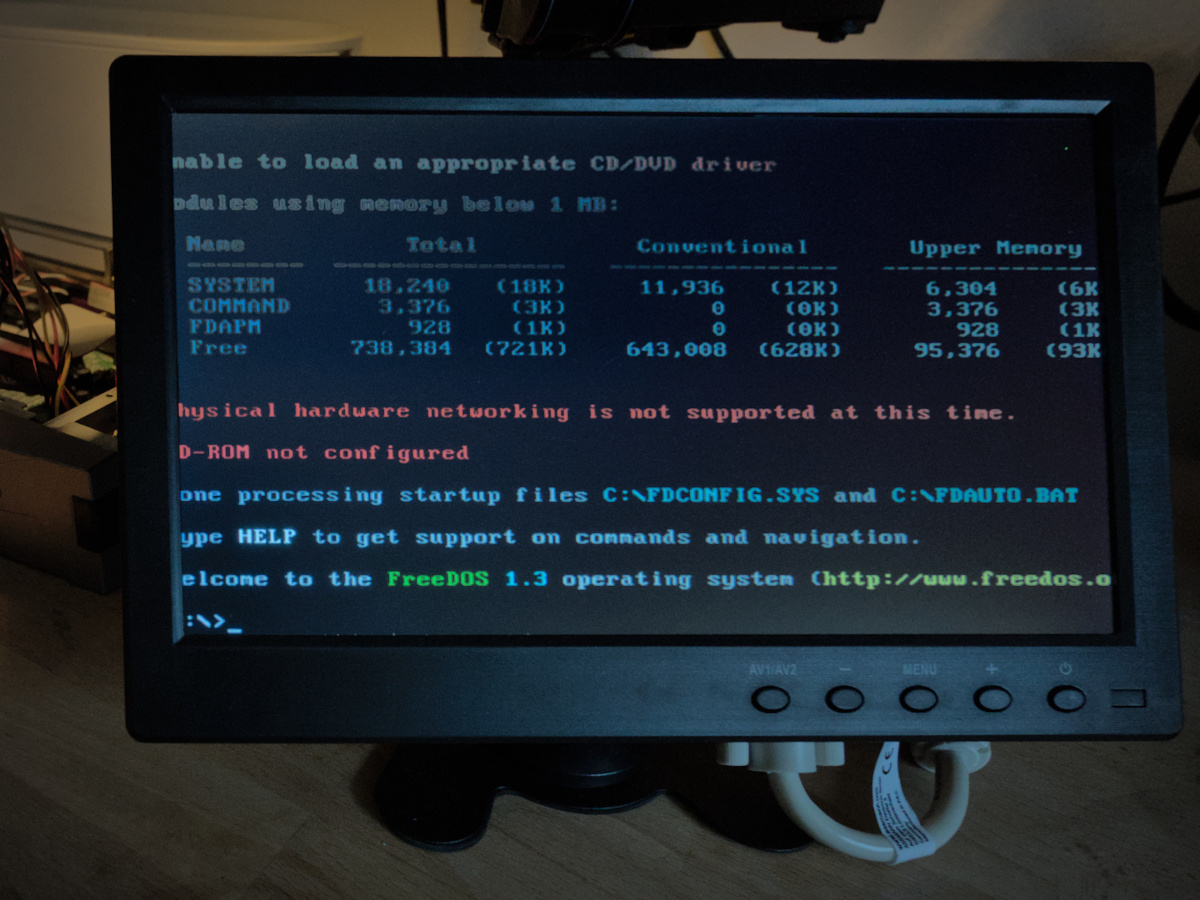 nable to load an appropriate CD/DVD driver
odules using memory below 1 MB:
Name Total Conventional Upper Memory
SYSTEM 18,240 (18K) 11,936 (12K) 6,304 (6K
COMMAND 3,376 (3K) 0 (0K) 3,376 (3K
FDAPM 928 (1K) 0 (0K) 928 (1K
Free 738,384 (721K) 643,008 (628K) 95,376 (93K
hysical hardware networking is not supported at this time.
D-ROM not configured
one processing startup files C:\FDCONFIG.SYS and C:\FDAUTO.BAT
ype HELP to get support on commands and navigation.
elcome to the FreeDOS 1.3 operating system (http://www.freedos.o
:\>_
AV1/AV2 − MENU +
CE